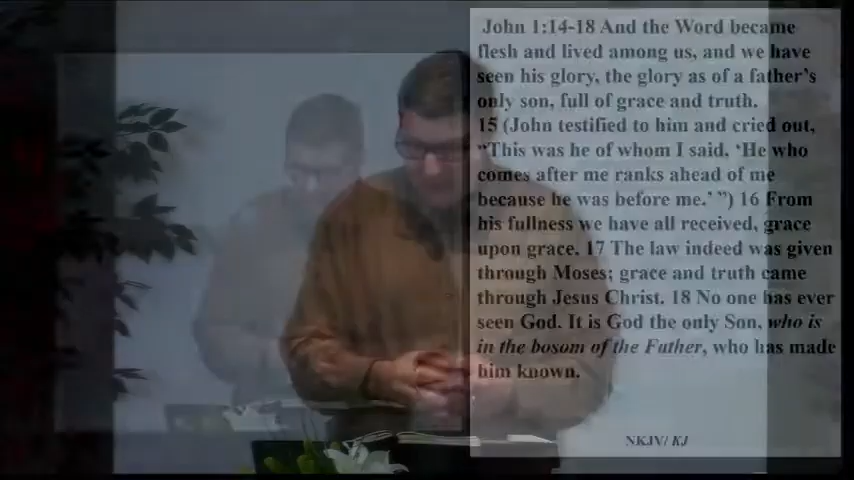 John 1:14-18 And the Word became
flesh and lived among us, and we have
seen his glory, the glory as of a father's
only son, full of grace and truth.
15 (John testified to him and cried out,
“This was he of whom I said, ‘He who
comes after me ranks ahead of me
because he was before me.’ ”) 16 From
his fullness we have all received, grace
upon grace. 17 The law indeed was given
through Moses; grace and truth came
through Jesus Christ. 18 No one has ever
seen God. It is God the only Son, who is
in the bosom of the Father, who has made
him known.
NKJV/ KJ